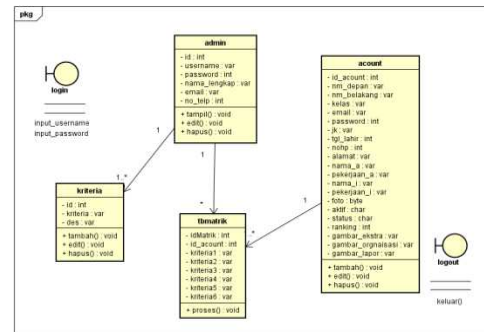 pkg
login
input_username
input_password
admin
- id : int
- username : var
- password : int
- nama_lengkap : var
- email : var
- no_telp : int
+ tampil() : void
+ edit() : void
+ hapus() : void
1
1
1..*
*
kriteria
- id : int
- kriteria : var
- des : var
+ tambah() : void
+ edit() : void
+ hapus() : void
tbmatrik
- idMatrik : int
- id_acount : int
- kriteria1 : var
- kriteria2 : var
- kriteria3 : var
- kriteria4 : var
- kriteria5 : var
- kriteria6 : var
+ proses() : void
1
..*
acount
- id_acount : int
- nm_depan : var
- nm_belakang : var
- kelas : var
- email : var
- password : int
- jk : var
- tgl_lahir : int
- nohp : int
- alamat : var
- nama_a : var
- pekerjaan_a : var
- nama_i : var
- pekerjaan_i : var
- foto : byte
- aktif : char
- status : char
- ranking : int
- gambar_ekstra : var
- gambar_orgnaisasi : var
- gambar_lapor : var
+ tambah() : void
+ edit() : void
+ hapus() : void
logout
keluar()